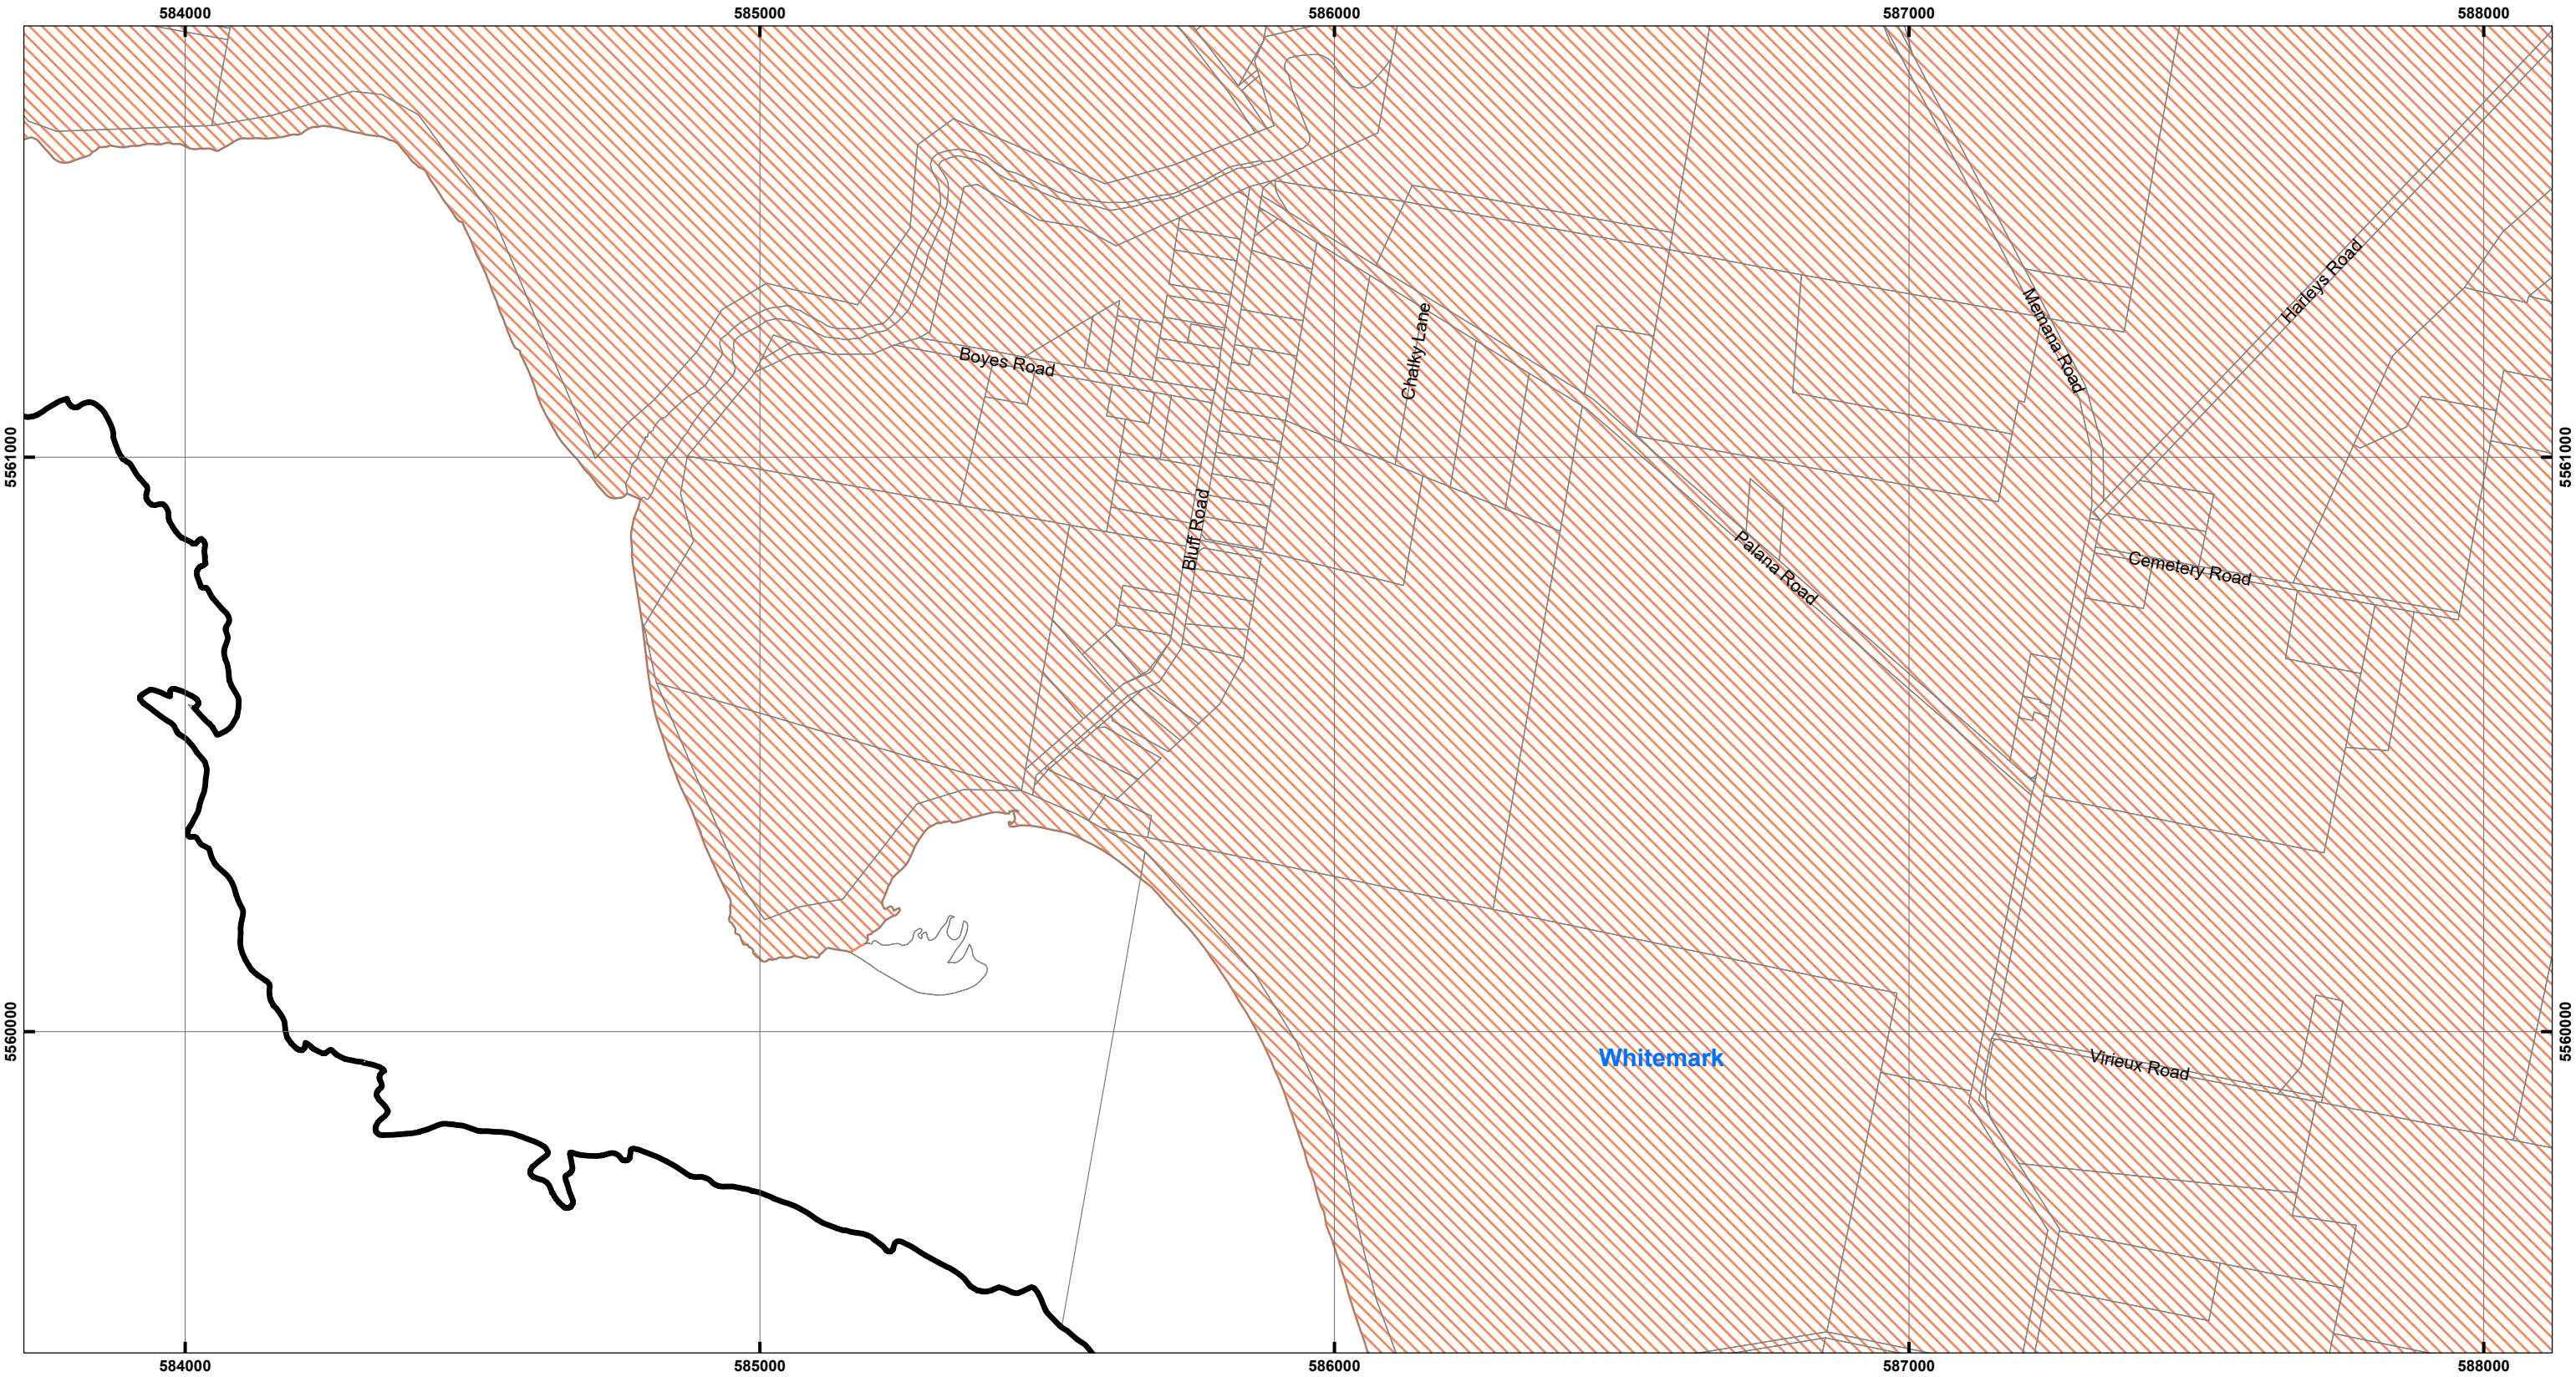 584000 585000 586000 587000 588000
Harleys Road
Memana Road
Chalky Lane
Boyes Road
5561000 5561000
Bluff Road
Palana Road
Cemetery Road
5560000 5560000
Whitemark
Virieux Road
584000 585000 586000 587000 588000